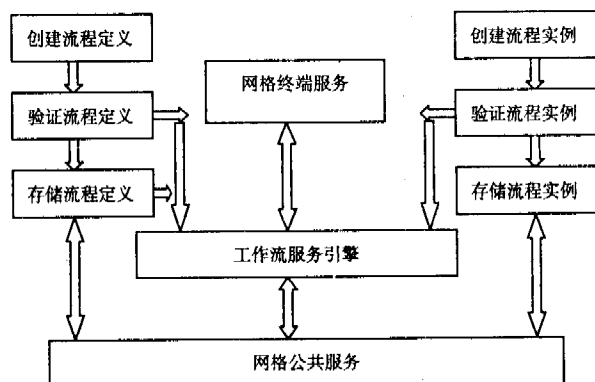 创建流程定义
创建流程实例
网格终端服务
验证流程定义
验证流程实例
存储流程定义
存储流程实例
工作流服务引擎
网格公共服务